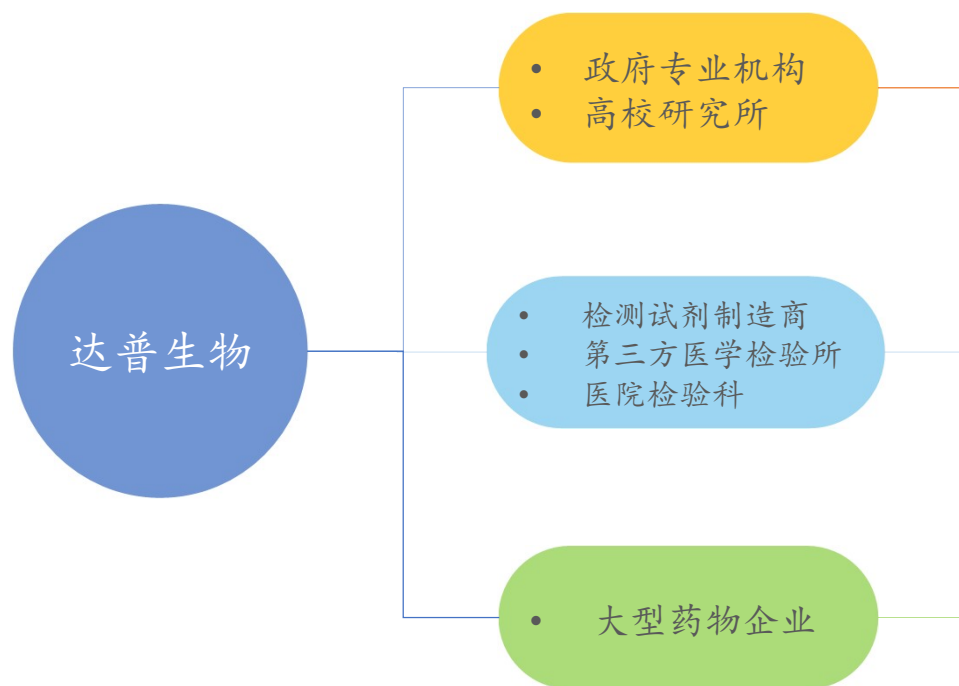 达普生物
• 政府专业机构
• 高校研究所
• 检测试剂制造商
• 第三方医学检验所
• 医院检验科
• 大型药物企业